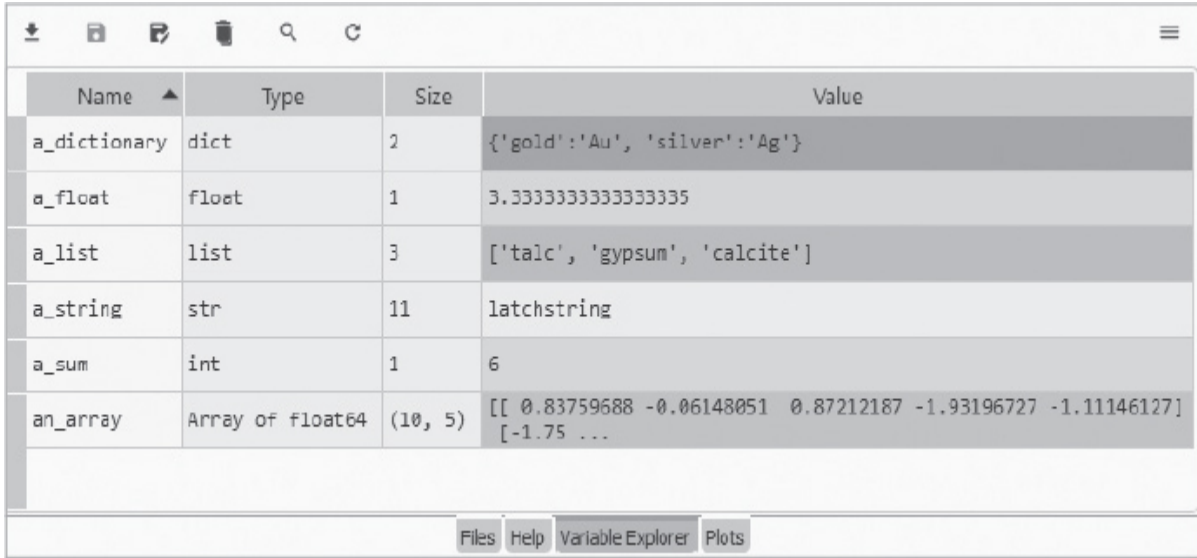 Name Type Size Value
a_dictionary dict 2 {'gold':'Au', 'silver':'Ag'}
a_float float 1 3.3333333333333335
a_list list 3 ['talc', 'gypsum', 'calcite']
a_string str 11 latchstring
a_sum int 1 6
an_array Array of float64 (10, 5) [[ 0.83759688 -0.06148051 0.87212187 -1.93196727 -1.11146127]
[-1.75 ...
Files Help Variable Explorer Plots